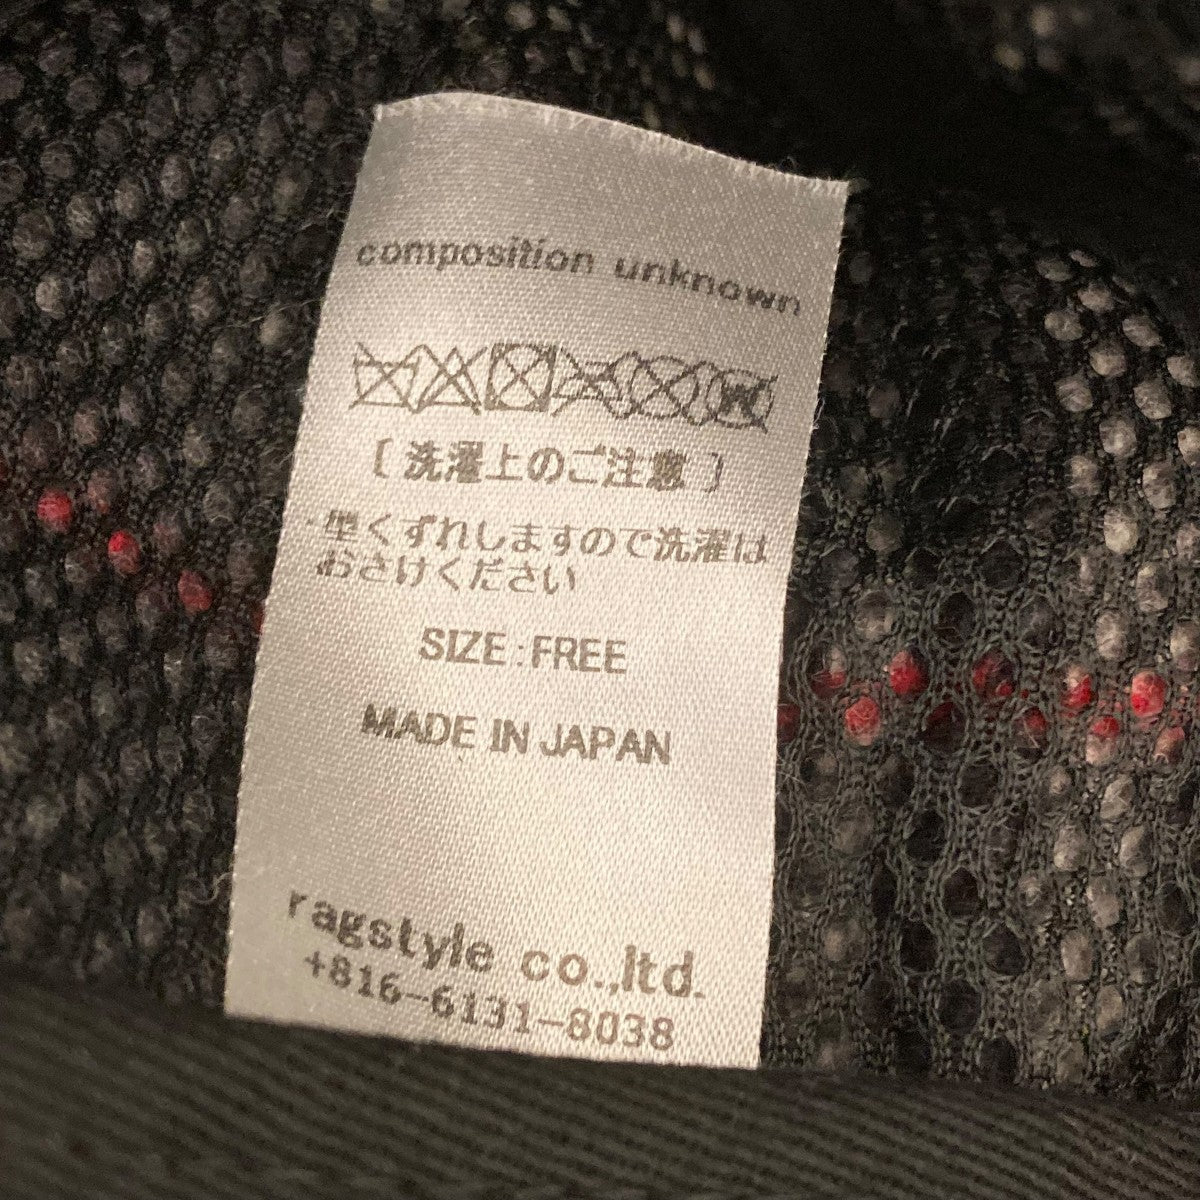 composition unknown
[洗濯上のご注意]
・型くずれしますので洗濯は
おさけください
SIZE:FREE
MADE IN JAPAN
ragstyle co.,ltd.
+816-6131-8038